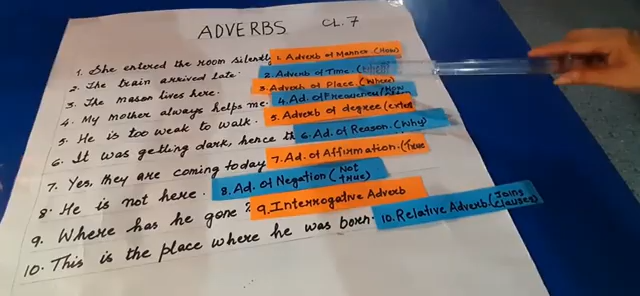 ADVERBS CL.7
1. She entered the room silently 1. Adverb of Manner (How)
2. The train arrived late. 2. Adverb of Time.
3. The mason lives here. 3. Adverb of Place (Where)
4. My mother always helps me. 4. Ad. of Frequency/How
5. He is too weak to walk. 5. Adverb of degree (extent
6. It was getting dark, hence 6. Ad. of Reason. (Why)
7. Yes, they are coming today 7. Ad. of Affirmation. (True
8. He is not here. 8. Ad. of Negation (Not True)
9. Where has he gone? 9. Interrogative Adverb
10. This is the place where he was born. 10. Relative Adverb (Joins Clauses)